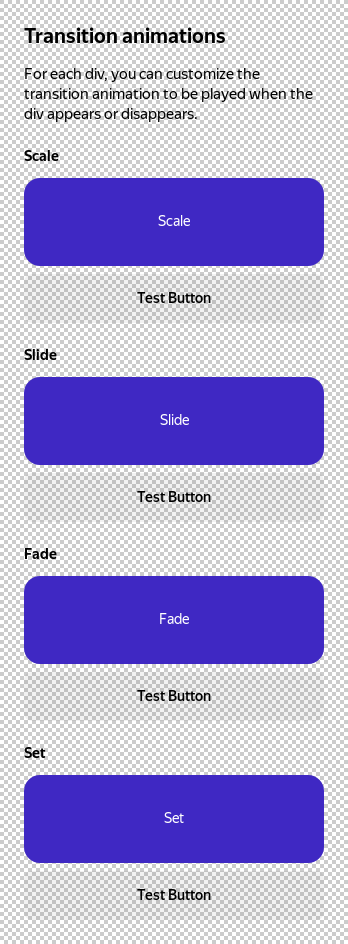 Transition animations
For each div, you can customize the
transition animation to be played when the
div appears or disappears.
Scale
Scale
Test Button
Slide
Slide
Test Button
Fade
Fade
Test Button
Set
Set
Test Button